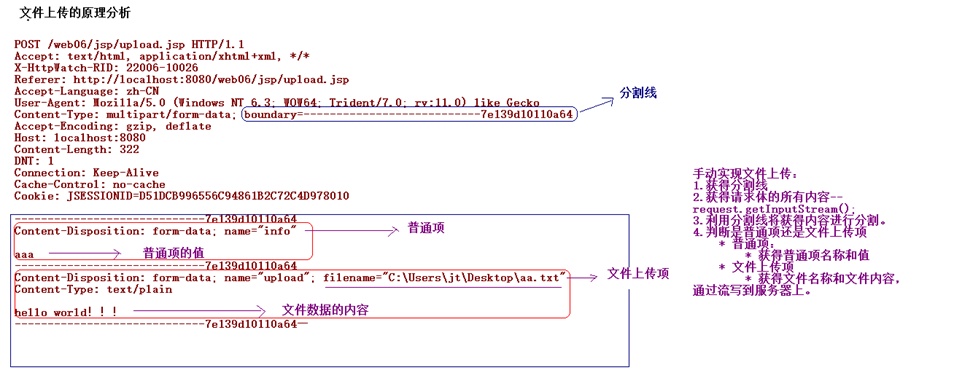 文件上传的原理分析
POST /web06/jsp/upload.jsp HTTP/1.1
Accept: text/html, application/xhtml+xml, */*
X-HttpWatch-RID: 22006-10026
Referer: http://localhost:8080/web06/jsp/upload.jsp
Accept-Language: zh-CN
User-Agent: Mozilla/5.0 (Windows NT 6.3; WOW64; Trident/7.0; rv:11.0) like Gecko
Content-Type: multipart/form-data; boundary=---------------------------7e139d10110a64
分割线
Accept-Encoding: gzip, deflate
Host: localhost:8080
Content-Length: 322
DNT: 1
Connection: Keep-Alive
Cache-Control: no-cache
Cookie: JSESSIONID=D51DCB996556C94861B2C72C4D978010
-----------------------------7e139d10110a64
Content-Disposition: form-data; name="info"
普通项
aaa
普通项的值
-----------------------------7e139d10110a64
Content-Disposition: form-data; name="upload"; filename="C:\Users\jt\Desktop\aa.txt"
文件上传项
Content-Type: text/plain
hello world!!!
文件数据的内容
-----------------------------7e139d10110a64--
手动实现文件上传:
1.获得分割线
2.获得请求体的所有内容--
request.getInputStream();
3.利用分割线将获得内容进行分割。
4.判断是普通项还是文件上传项
* 普通项:
* 获得普通项名称和值
* 文件上传项
* 获得文件名称和文件内容,
通过流写到服务器上。